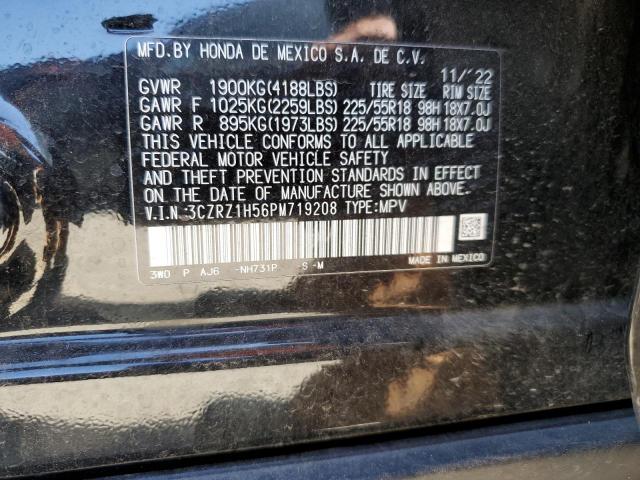 MFD.BY HONDA DE MEXICO S.A. DE C.V.
11/'22
GVWR 1900KG(4188LBS) TIRE SIZE RIM SIZE
GAWR F 1025KG(2259LBS) 225/55R18 98H 18X7.0J
GAWR R 895KG(1973LBS) 225/55R18 98H 18X7.0J
THIS VEHICLE CONFORMS TO ALL APPLICABLE
FEDERAL MOTOR VEHICLE SAFETY
AND THEFT PREVENTION STANDARDS IN EFFECT
ON THE DATE OF MANUFACTURE SHOWN ABOVE.
V.I.N 3CZRZ1H56PM719208 TYPE:MPV
3W0 P AJ6 -NH731P -S -M
MADE IN MEXICO